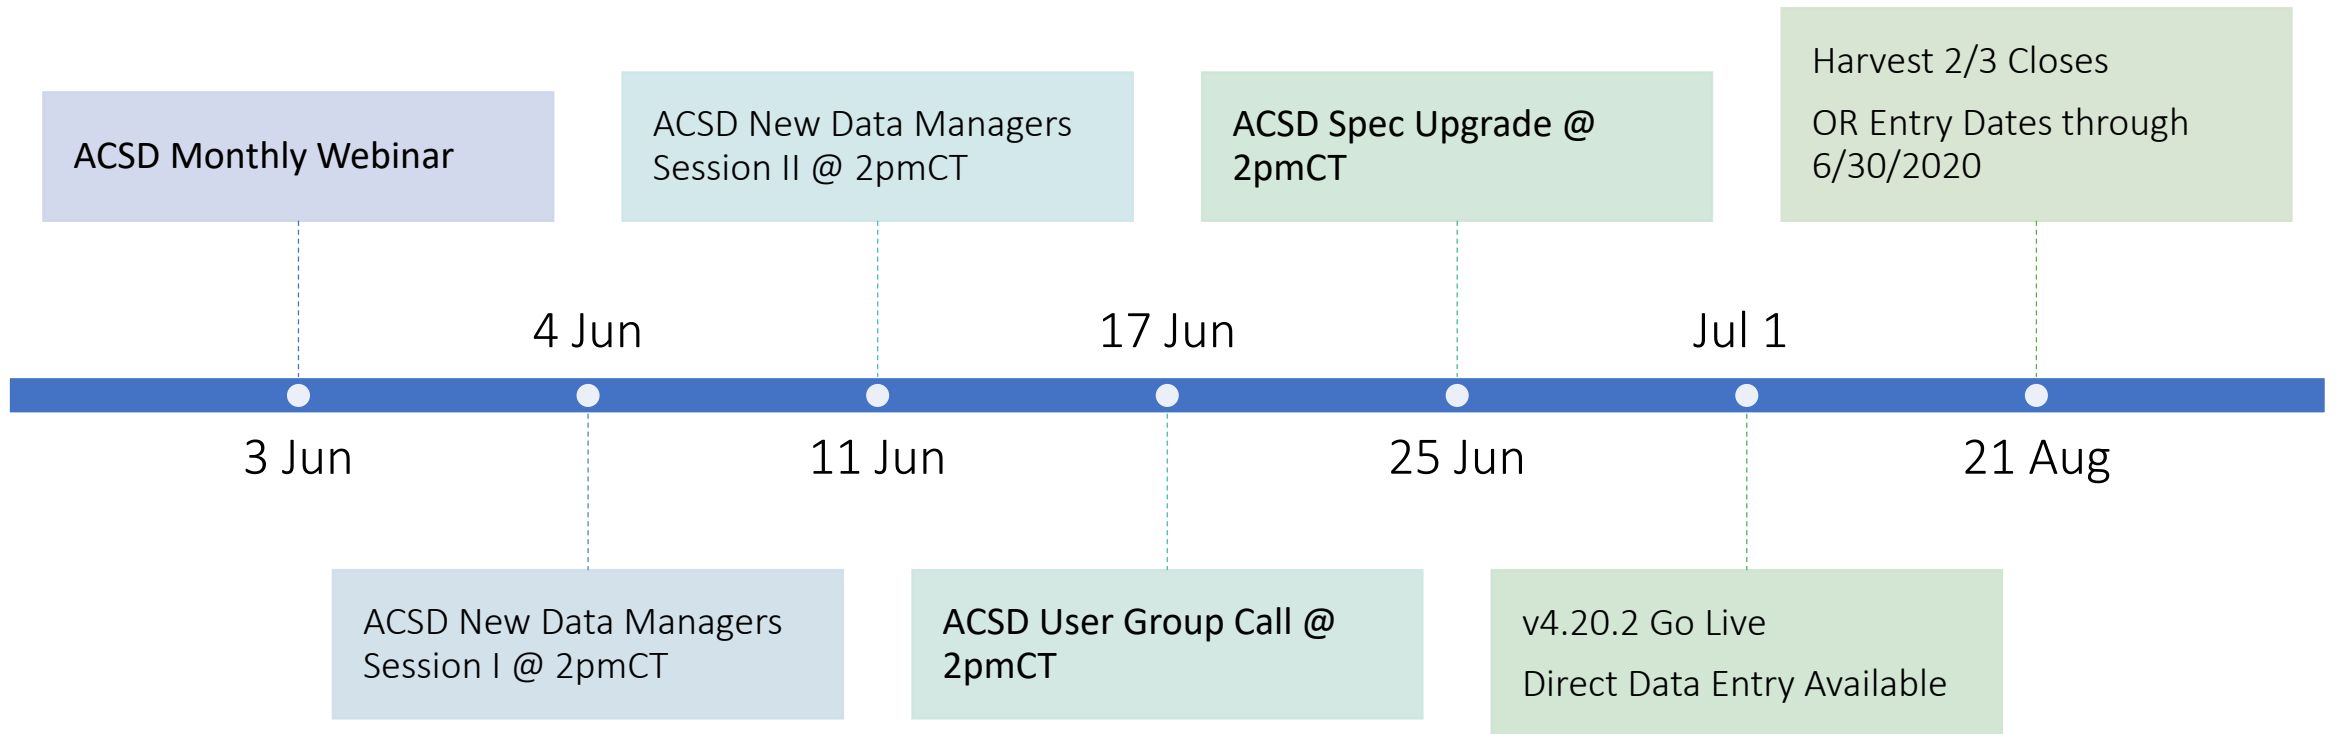 ACSD Monthly Webinar
3 Jun
4 Jun
ACSD New Data Managers
Session I @ 2pmCT
ACSD New Data Managers
Session II @ 2pmCT
11 Jun
17 Jun
ACSD User Group Call @
2pmCT
ACSD Spec Upgrade @
2pmCT
25 Jun
Jul 1
v4.20.2 Go Live
Direct Data Entry Available
Harvest 2/3 Closes
OR Entry Dates through
6/30/2020
21 Aug